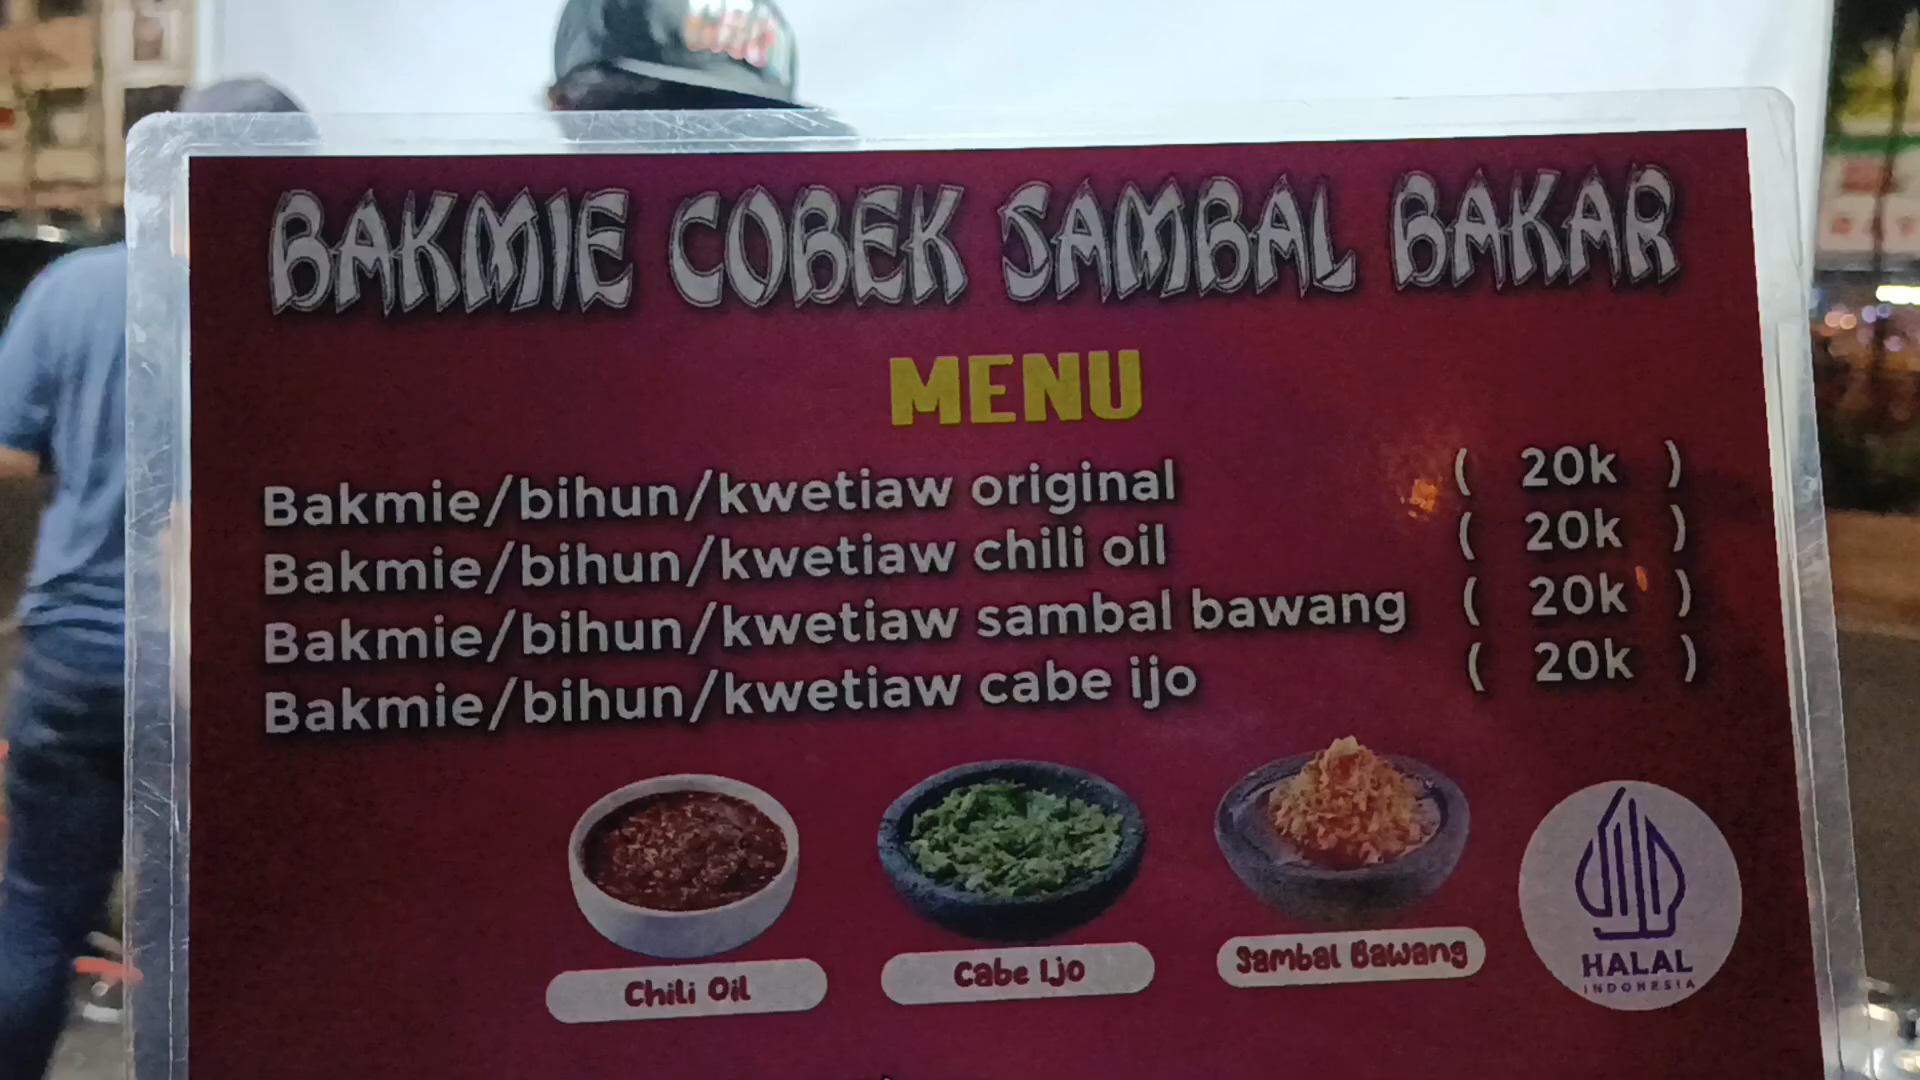 BAKMIE COBEK SAMBAL BAKAR
MENU
Bakmie/bihun/kwetiaw original ( 20k )
Bakmie/bihun/kwetiaw chili oil ( 20k )
Bakmie/bihun/kwetiaw sambal bawang ( 20k )
Bakmie/bihun/kwetiaw cabe ijo ( 20k )
Chili Oil
Cabe Ijo
Sambal Bawang
HALAL
INDONESIA